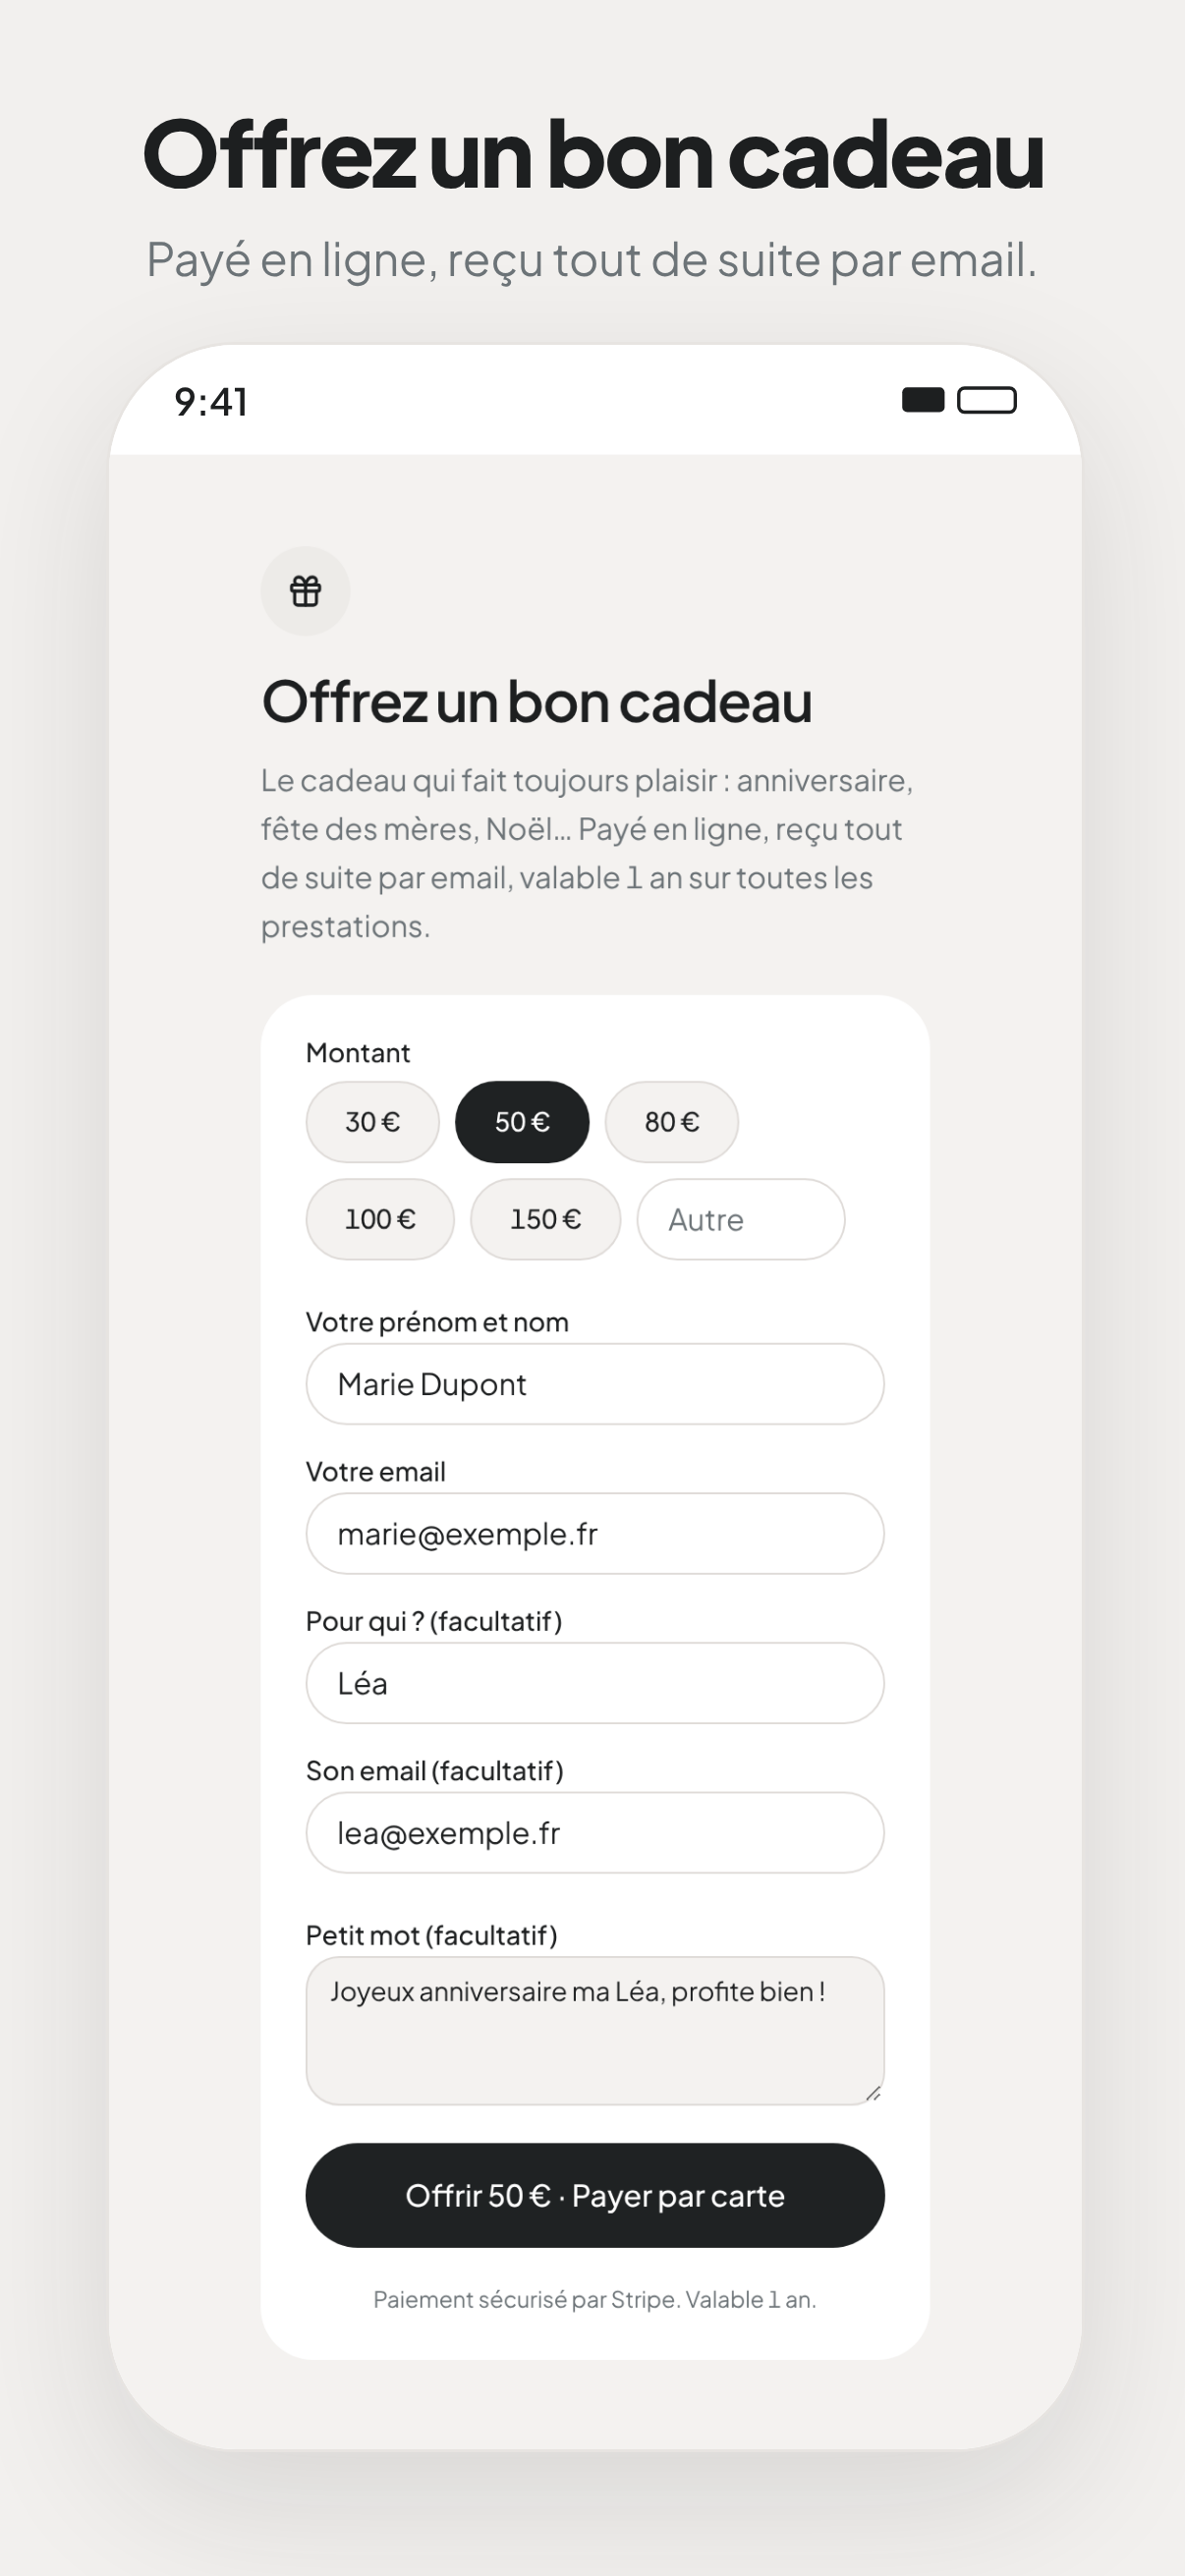 Offrez un bon cadeau
Payé en ligne, reçu tout de suite par email.
9:41
Offrez un bon cadeau
Le cadeau qui fait toujours plaisir : anniversaire,
fête des mères, Noël... Payé en ligne, reçu tout
de suite par email, valable 1 an sur toutes les
prestations.
Montant
30 € 50 € 80 €
100 € 150 € Autre
Votre prénom et nom
Marie Dupont
Votre email
marie@exemple.fr
Pour qui ? (facultatif)
Léa
Son email (facultatif)
lea@exemple.fr
Petit mot (facultatif)
Joyeux anniversaire ma Léa, profite bien !
Offrir 50 € · Payer par carte
Paiement sécurisé par Stripe. Valable 1 an.